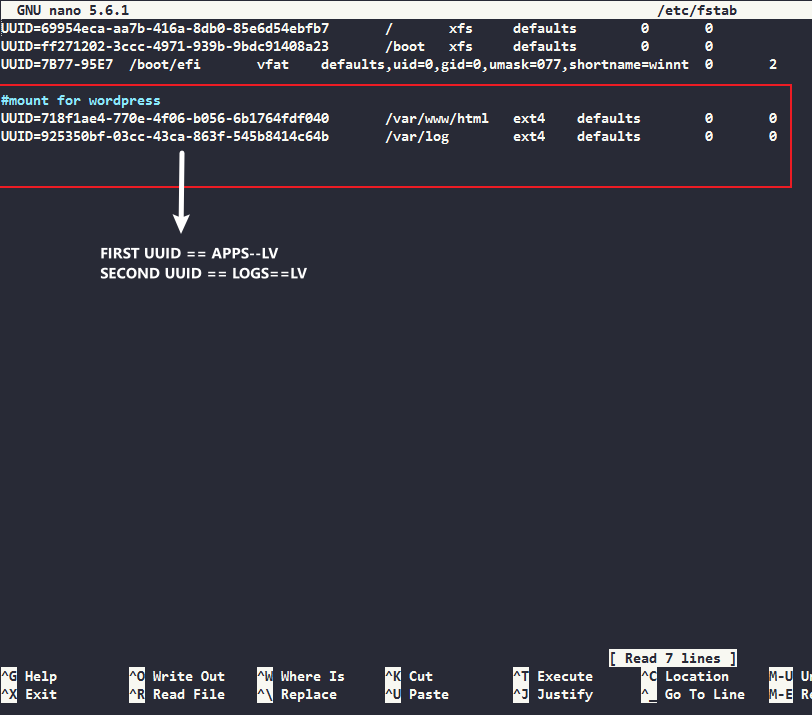 GNU nano 5.6.1 /etc/fstab
UUID=69954eca-aa7b-416a-8db0-85e6d54ebfb7 / xfs defaults 0 0
UUID=ff271202-3ccc-4971-939b-9bdc91408a23 /boot xfs defaults 0 0
UUID=7B77-95E7 /boot/efi vfat defaults,uid=0,gid=0,umask=077,shortname=winnt 0 2
#mount for wordpress
UUID=718f1ae4-770e-4f06-b056-6b1764fdf040 /var/www/html ext4 defaults 0 0
UUID=925350bf-03cc-43ca-863f-545b8414c64b /var/log ext4 defaults 0 0
FIRST UUID == APPS--LV
SECOND UUID == LOGS==LV
[ Read 7 lines ]
^G Help ^O Write Out ^W Where Is ^K Cut ^T Execute ^C Location M-U
^X Exit ^R Read File ^\ Replace ^U Paste ^J Justify ^_ Go To Line M-E